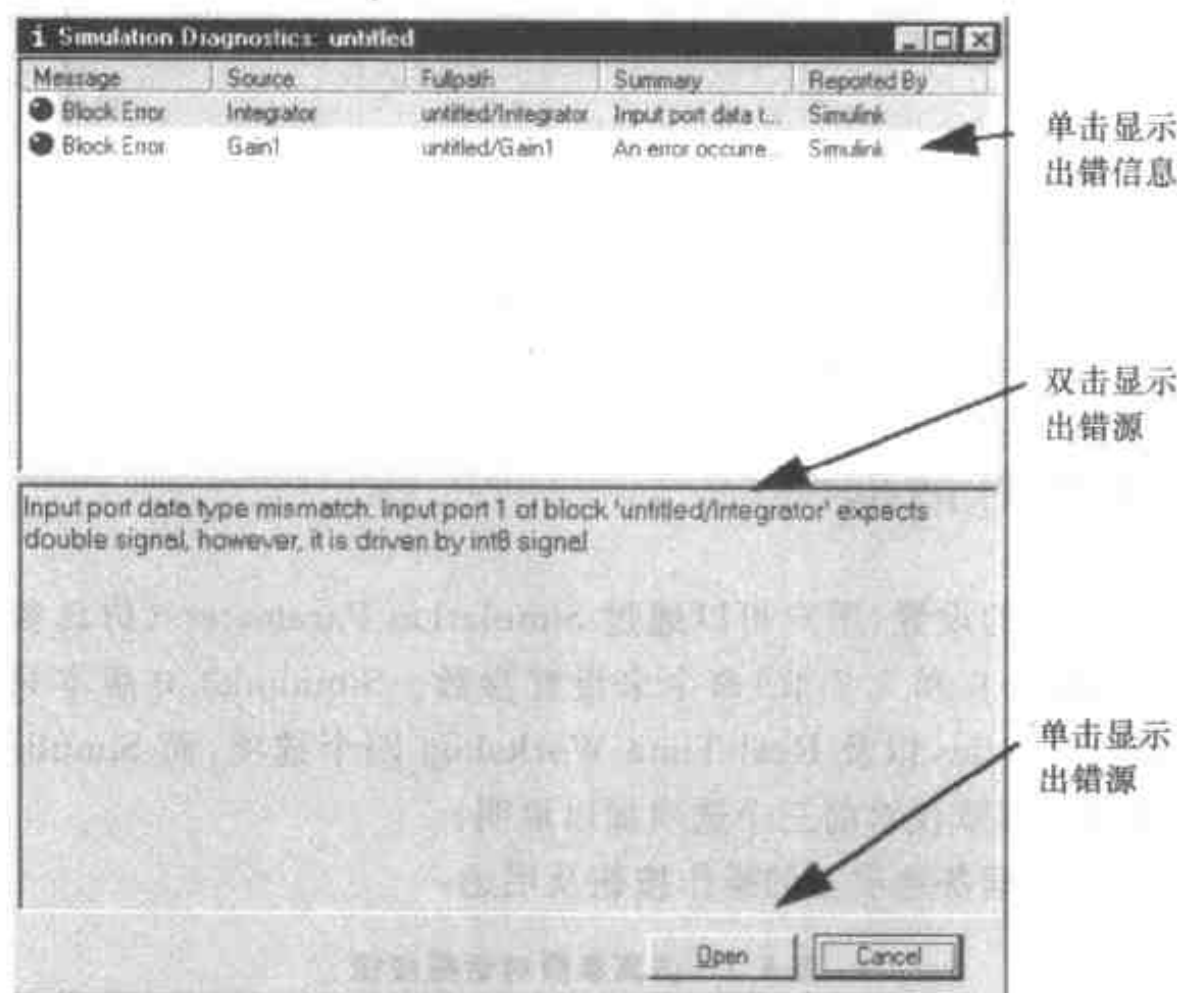 Simulation Diagnostics: untitled
Message Source Fullpath Summary Reported By
Block Error Integrator untitled/Integrator Input port data t... Simulink
Block Error Gain1 untitled/Gain1 An error occurre... Simulink
单击显示
出错信息
双击显示
出错源
Input port data type mismatch. Input port 1 of block 'untitled/Integrator' expects
double signal, however, it is driven by int8 signal
单击显示
出错源
Open Cancel